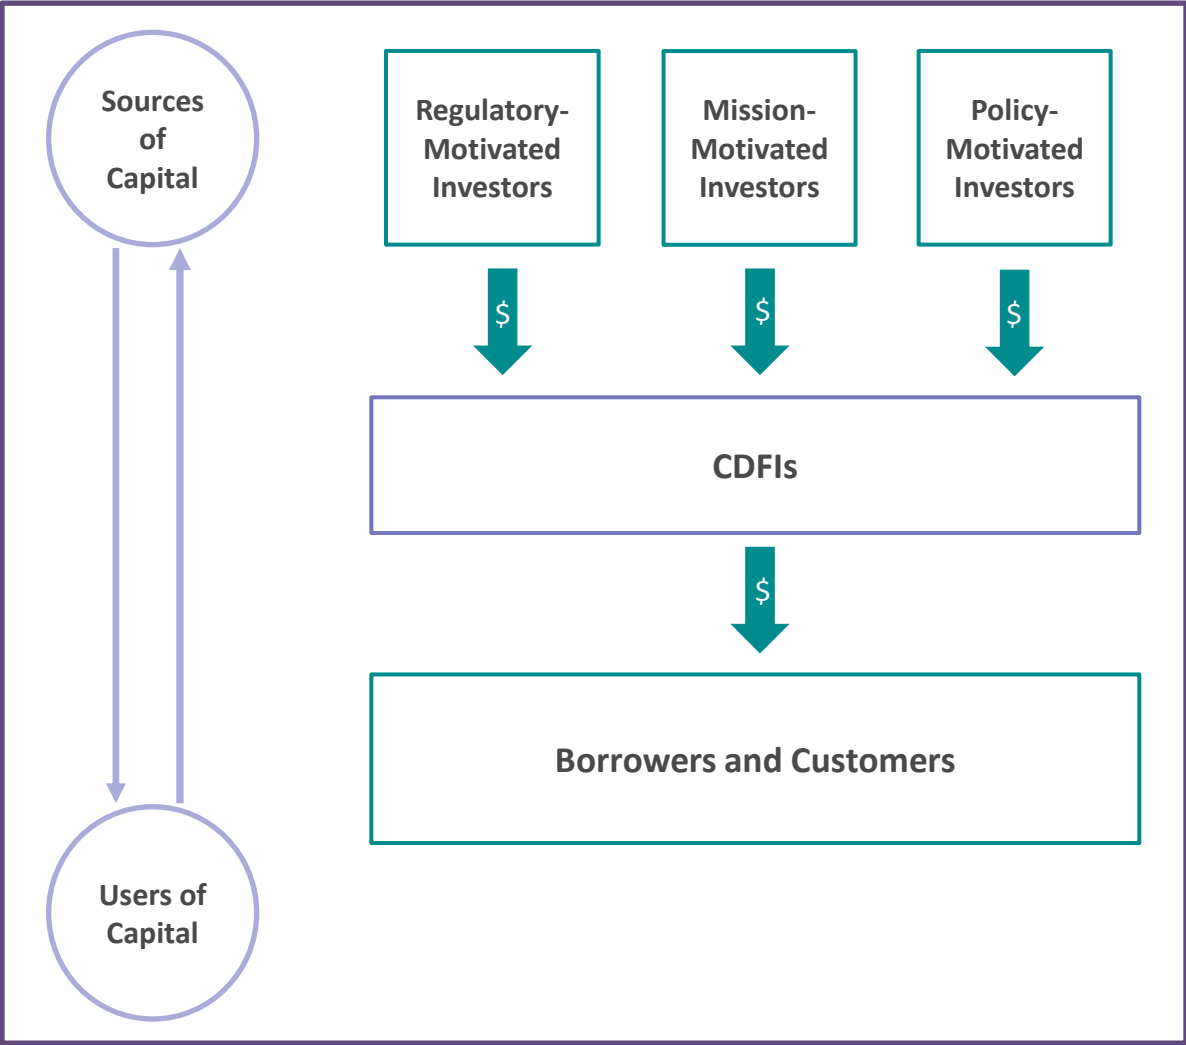 Sources
of
Capital
Regulatory-
Motivated
Investors
Mission-
Motivated
Investors
Policy-
Motivated
Investors
$
$
$
CDFIs
$
Borrowers and Customers
Users of
Capital